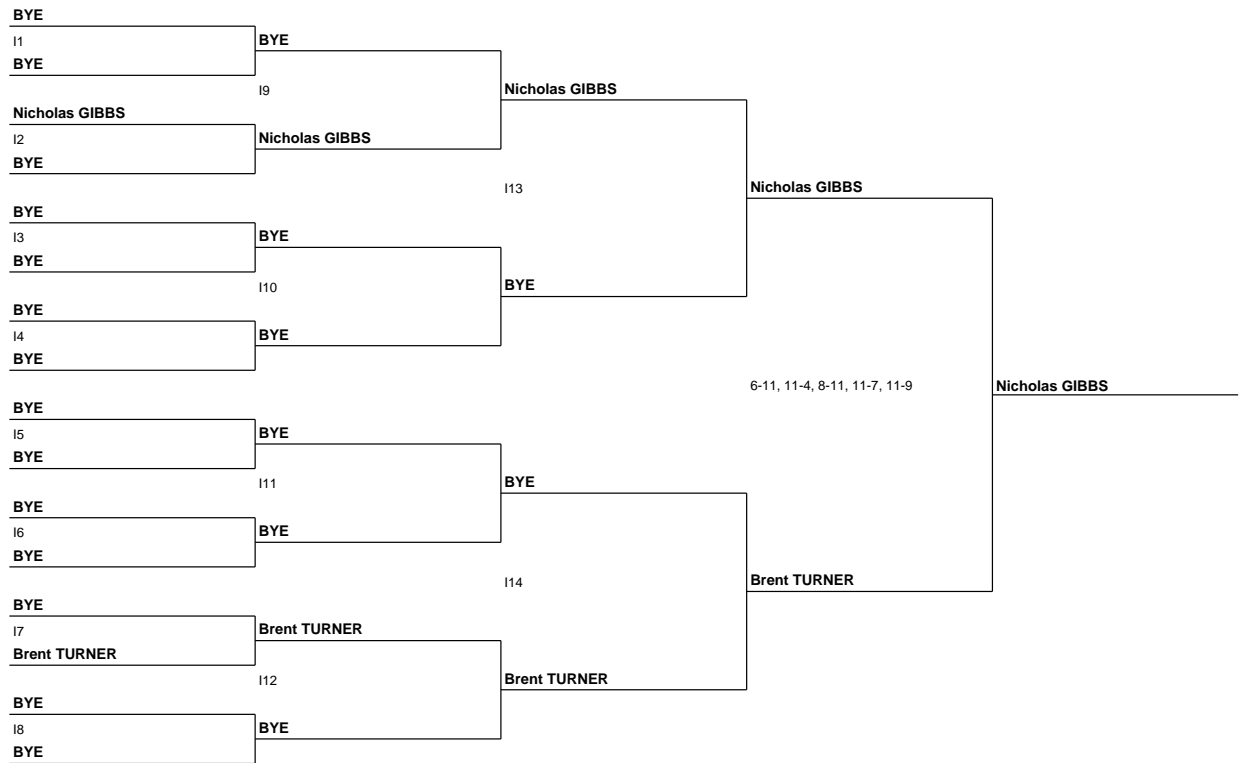 BYE
I1
BYE
BYE
I9
Nicholas GIBBS
Nicholas GIBBS
I2
Nicholas GIBBS
BYE
I13
Nicholas GIBBS
BYE
I3
BYE
BYE
I10
BYE
BYE
I4
BYE
BYE
6-11, 11-4, 8-11, 11-7, 11-9
Nicholas GIBBS
BYE
I5
BYE
BYE
I11
BYE
BYE
I6
BYE
BYE
I14
Brent TURNER
BYE
I7
Brent TURNER
Brent TURNER
I12
Brent TURNER
BYE
I8
BYE
BYE